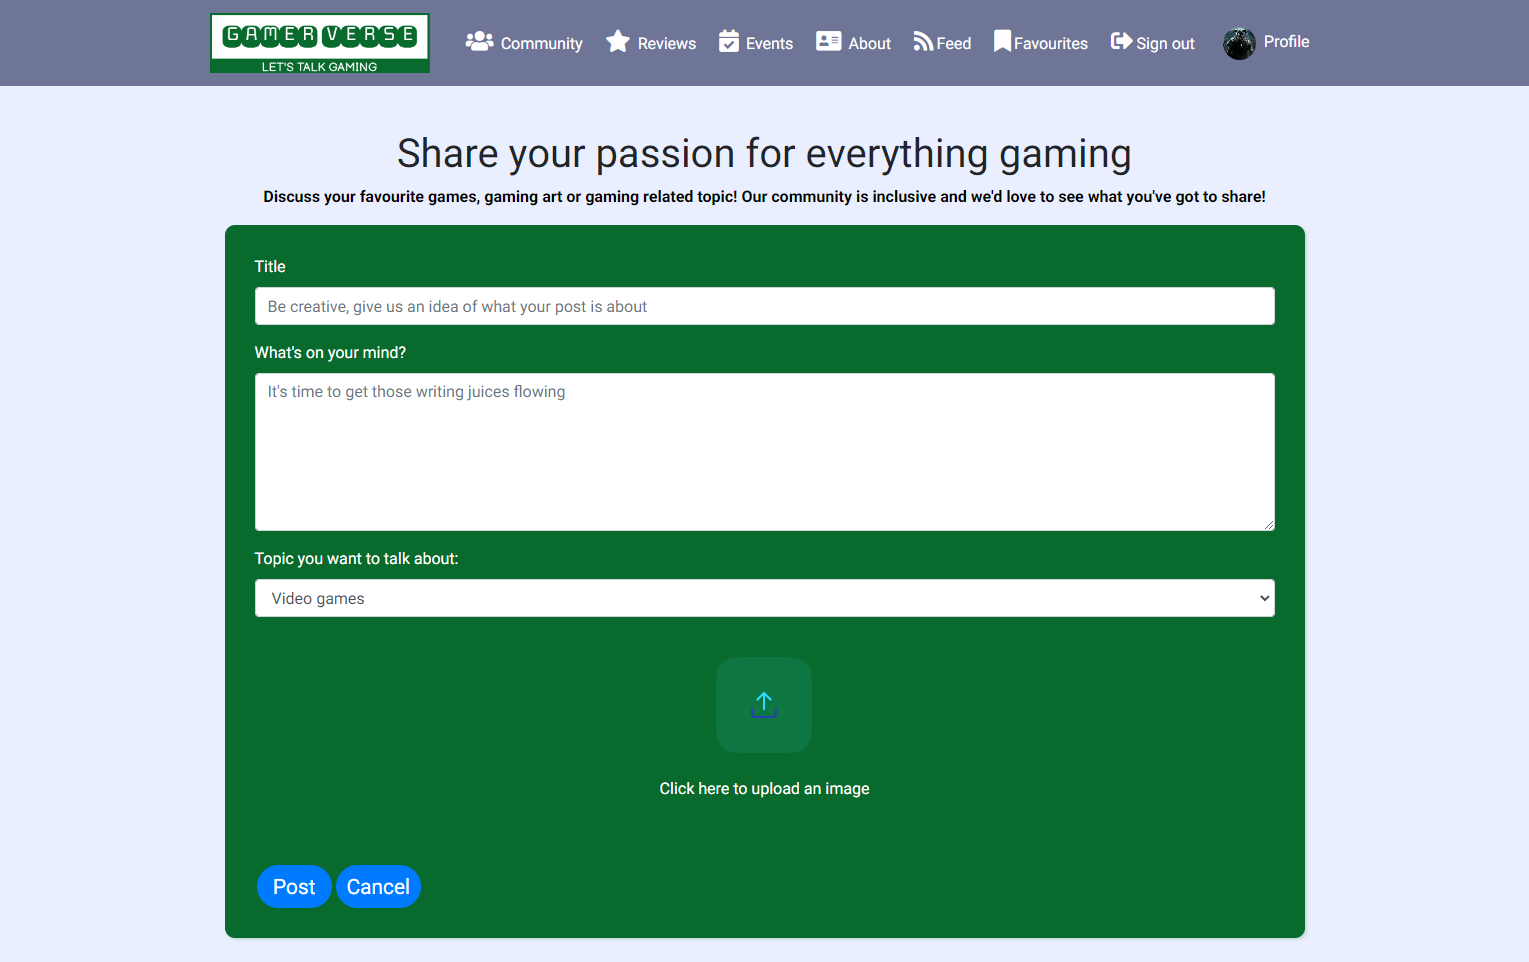 GAMER VERSE
LET'S TALK GAMING
Community Reviews Events About Feed Favourites Sign out Profile
Share your passion for everything gaming
Discuss your favourite games, gaming art or gaming related topic! Our community is inclusive and we'd love to see what you've got to share!
Title
Be creative, give us an idea of what your post is about
What's on your mind?
It's time to get those writing juices flowing
Topic you want to talk about:
Video games
Click here to upload an image
Post Cancel